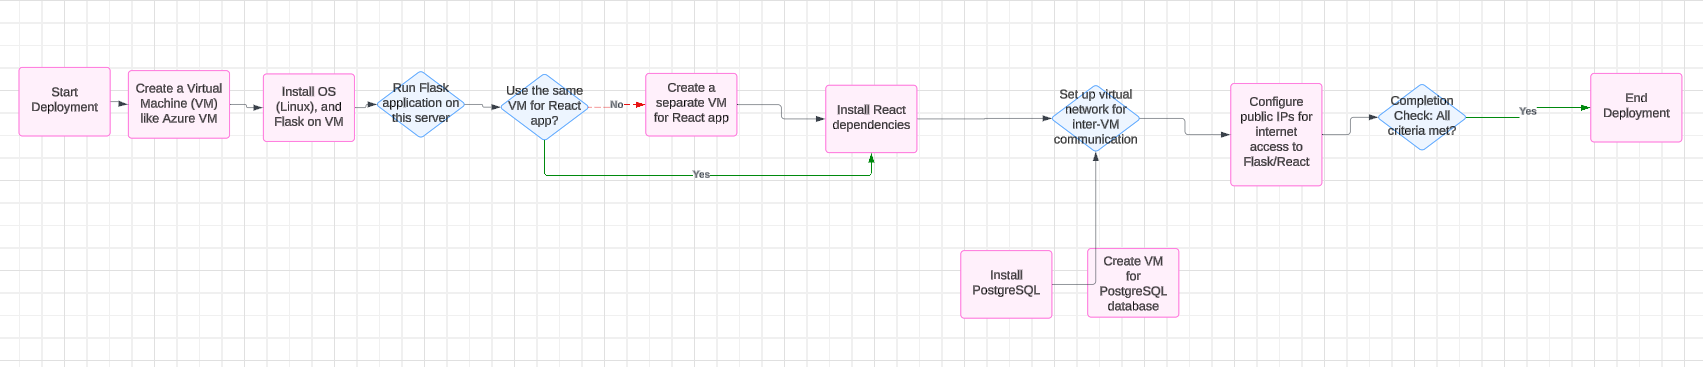 Start
Deployment
Create a Virtual
Machine (VM)
like Azure VM
Install OS
(Linux), and
Flask on VM
Run Flask
application on
this server
Use the same
VM for React
app?
No
Yes
Create a
separate VM
for React app
Install React
dependencies
Set up virtual
network for
inter-VM
communication
Configure
public IPs for
internet
access to
Flask/React
Completion
Check: All
criteria met?
Yes
End
Deployment
Install
PostgreSQL
Create VM
for
PostgreSQL
database